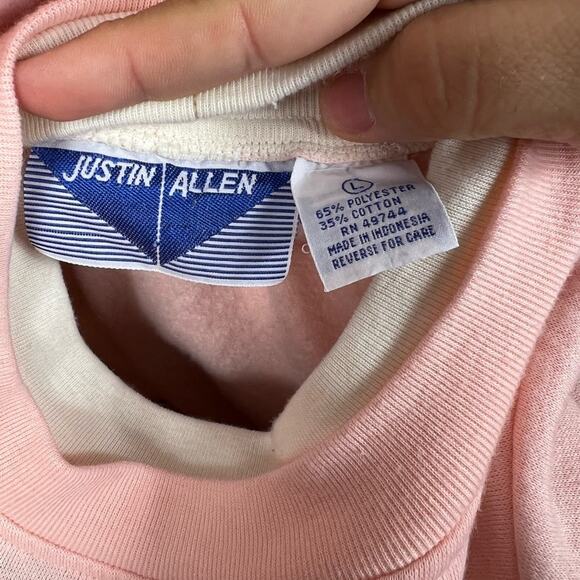 JUSTIN ALLEN
L
65% POLYESTER
35% COTTON
RN 49744
MADE IN INDONESIA
REVERSE FOR CARE